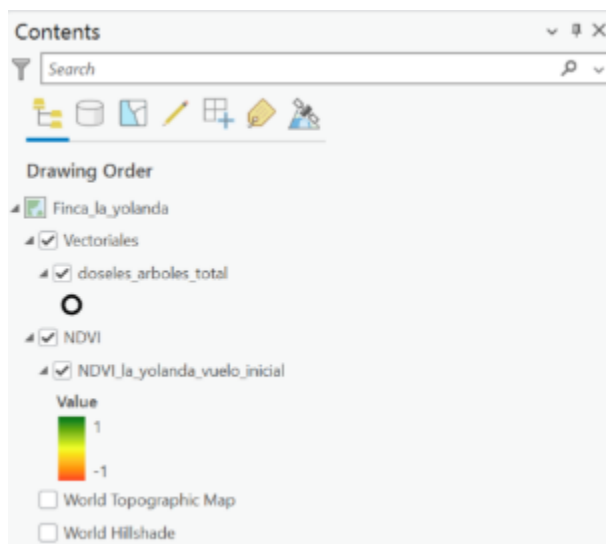 Contents
Search
Drawing Order
Finca_la_yolanda
Vectoriales
doseles_arboles_total
NDVI
NDVI_la_yolanda_vuelo_inicial
Value
1
-1
World Topographic Map
World Hillshade